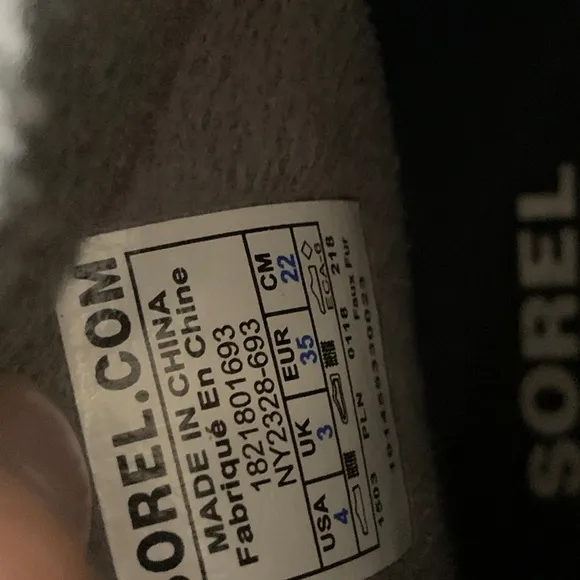 SOREL.COM
MADE IN CHINA
Fabriqué En Chine
1821801693
NY2328-693
USA UK EUR CM
4 3 35 22
218
1503 PLN 0118 Faux Fur
SOREL